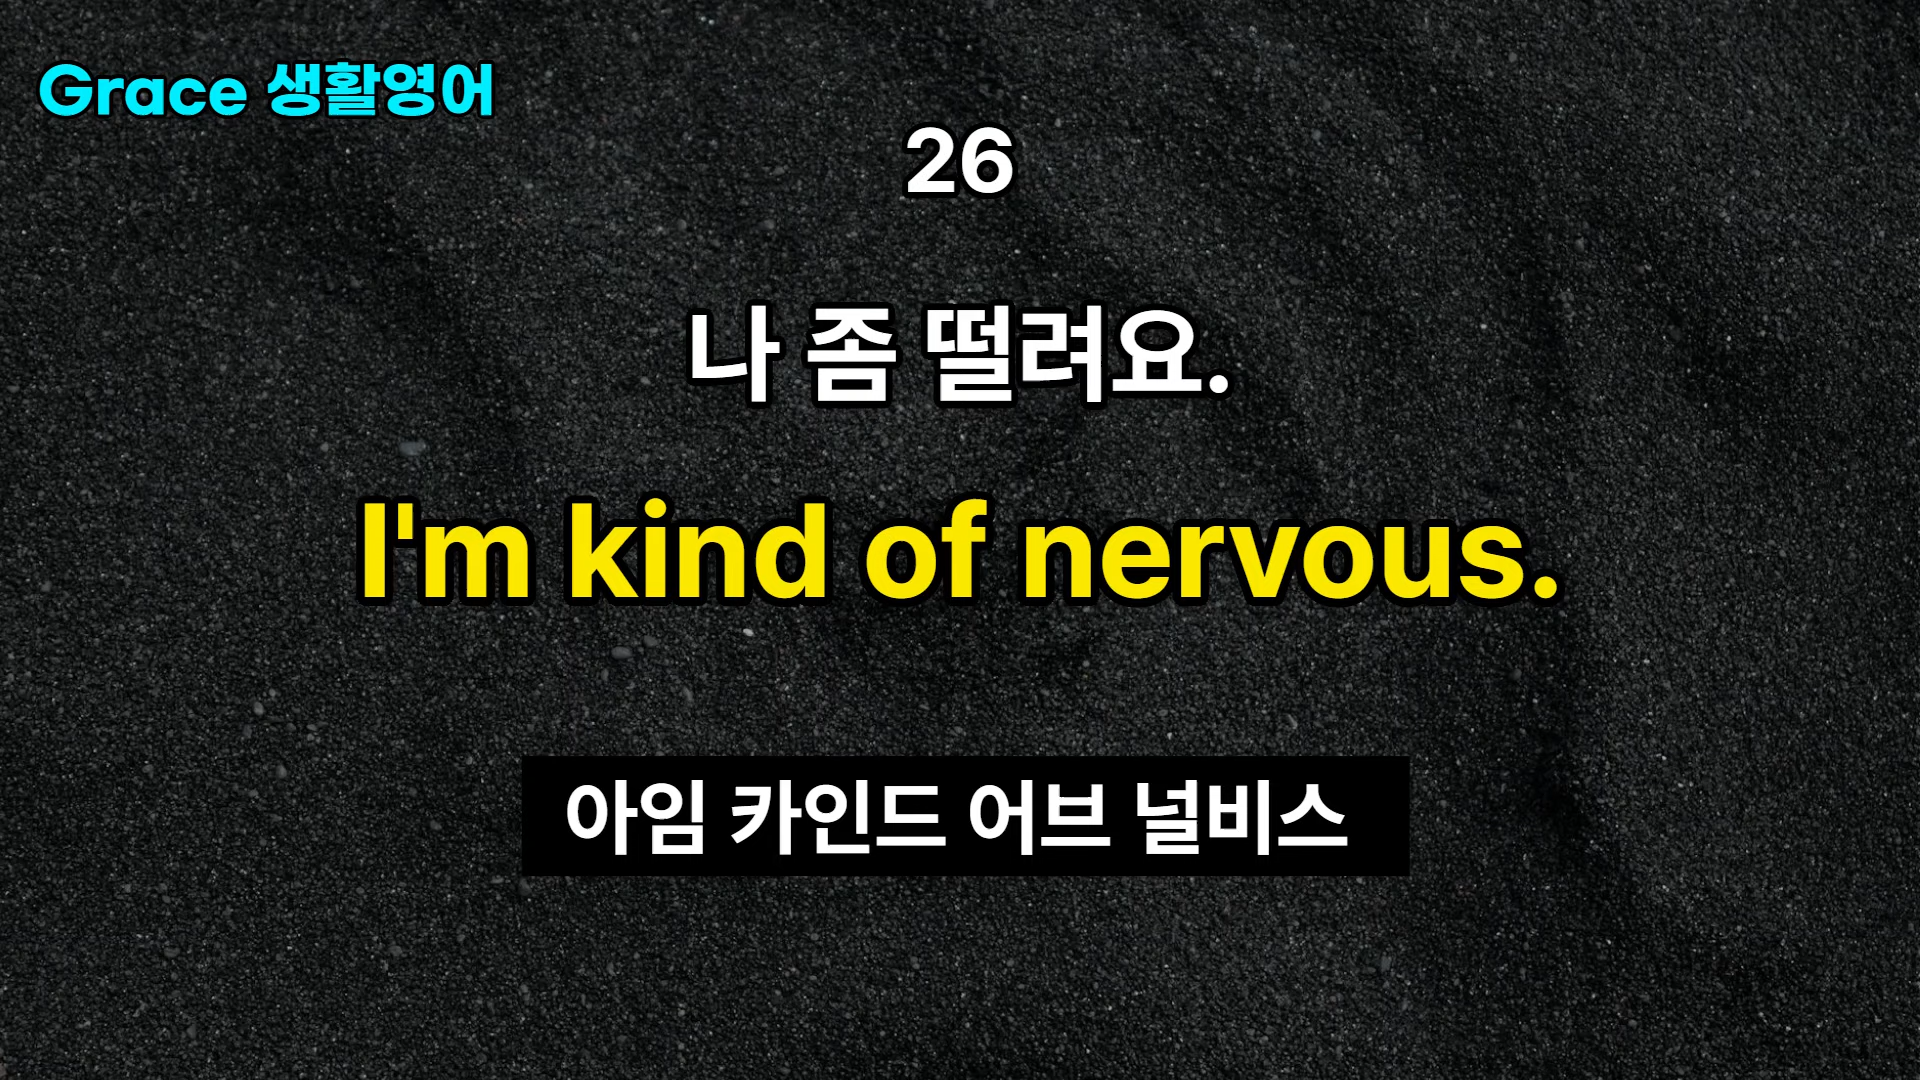 Grace 생활영어
26
나 좀 떨려요.
I'm kind of nervous.
아임 카인드 어브 널비스